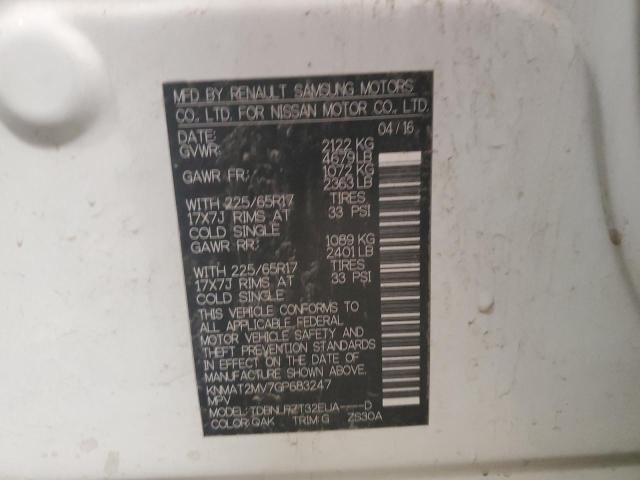 MFD BY RENAULT SAMSUNG MOTORS
CO., LTD. FOR NISSAN MOTOR CO., LTD.
DATE: 04/16
GVWR: 2122 KG
4679 LB
GAWR FR: 1072 KG
2363 LB
WITH 225/65R17 TIRES
17X7J RIMS AT 33 PSI
COLD SINGLE
GAWR RR: 1089 KG
2401 LB
WITH 225/65R17 TIRES
17X7J RIMS AT 33 PSI
COLD SINGLE
THIS VEHICLE CONFORMS TO
ALL APPLICABLE FEDERAL
MOTOR VEHICLE SAFETY AND
THEFT PREVENTION STANDARDS
IN EFFECT ON THE DATE OF
MANUFACTURE SHOWN ABOVE.
KNMAT2MV7GP683247
MPV
MODEL:
COLOR: QAK TRIM: G ZS30A